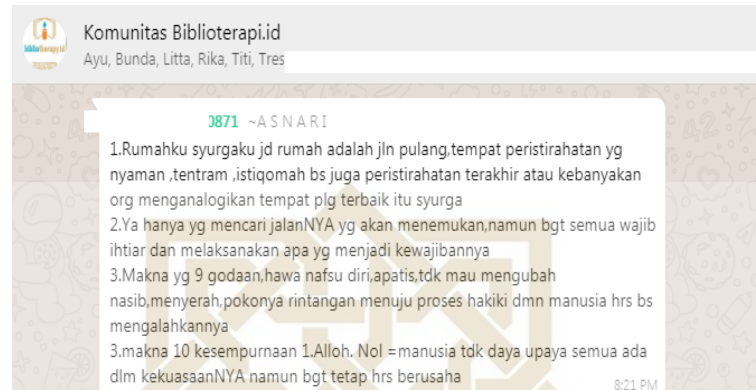 Komunitas Biblioterapi.id
Ayu, Bunda, Litta, Rika, Titi, Tres
0871 ~A S N A R I
1.Rumahku syurgaku jd rumah adalah jln pulang,tempat peristirahatan yg
nyaman ,tentram ,istiqomah bs juga peristirahatan terakhir atau kebanyakan
org menganalogikan tempat plg terbaik itu syurga
2.Ya hanya yg mencari jalanNYA yg akan menemukan,namun bgt semua wajib
ihtiar dan melaksanakan apa yg menjadi kewajibannya
3.Makna yg 9 godaan,hawa nafsu diri,apatis,tdk mau mengubah
nasib,menyerah,pokonya rintangan menuju proses hakiki dmn manusia hrs bs
mengalahkannya
3.makna 10 kesempurnaan 1.Alloh. Nol =manusia tdk daya upaya semua ada
dlm kekuasaanNYA namun bgt tetap hrs berusaha
8:21 PM